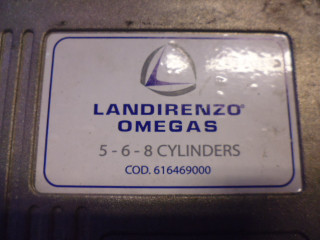 LANDIRENZO®
OMEGAS
5 - 6 - 8 CYLINDERS
COD. 616469000